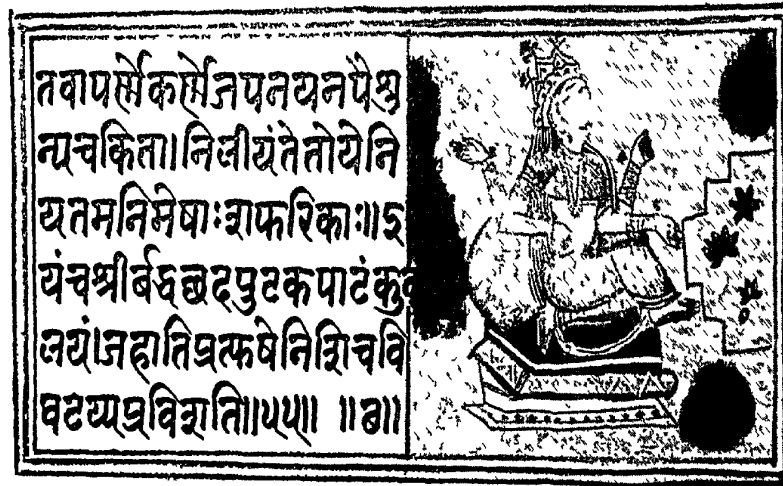 तवापर्ण्णेकर्ण्णेजपनयनपैशु
न्यचकिता।निलीयंतेतोयेनि
यतमनिमेषाःशफरिकाः॥इ
यंचश्रीर्बद्धच्छदपुटकपाटंकुव
लयं।जहातिप्रत्यूषेनिशिचवि
घटय्यप्रविशति॥५५॥ ॥छ॥